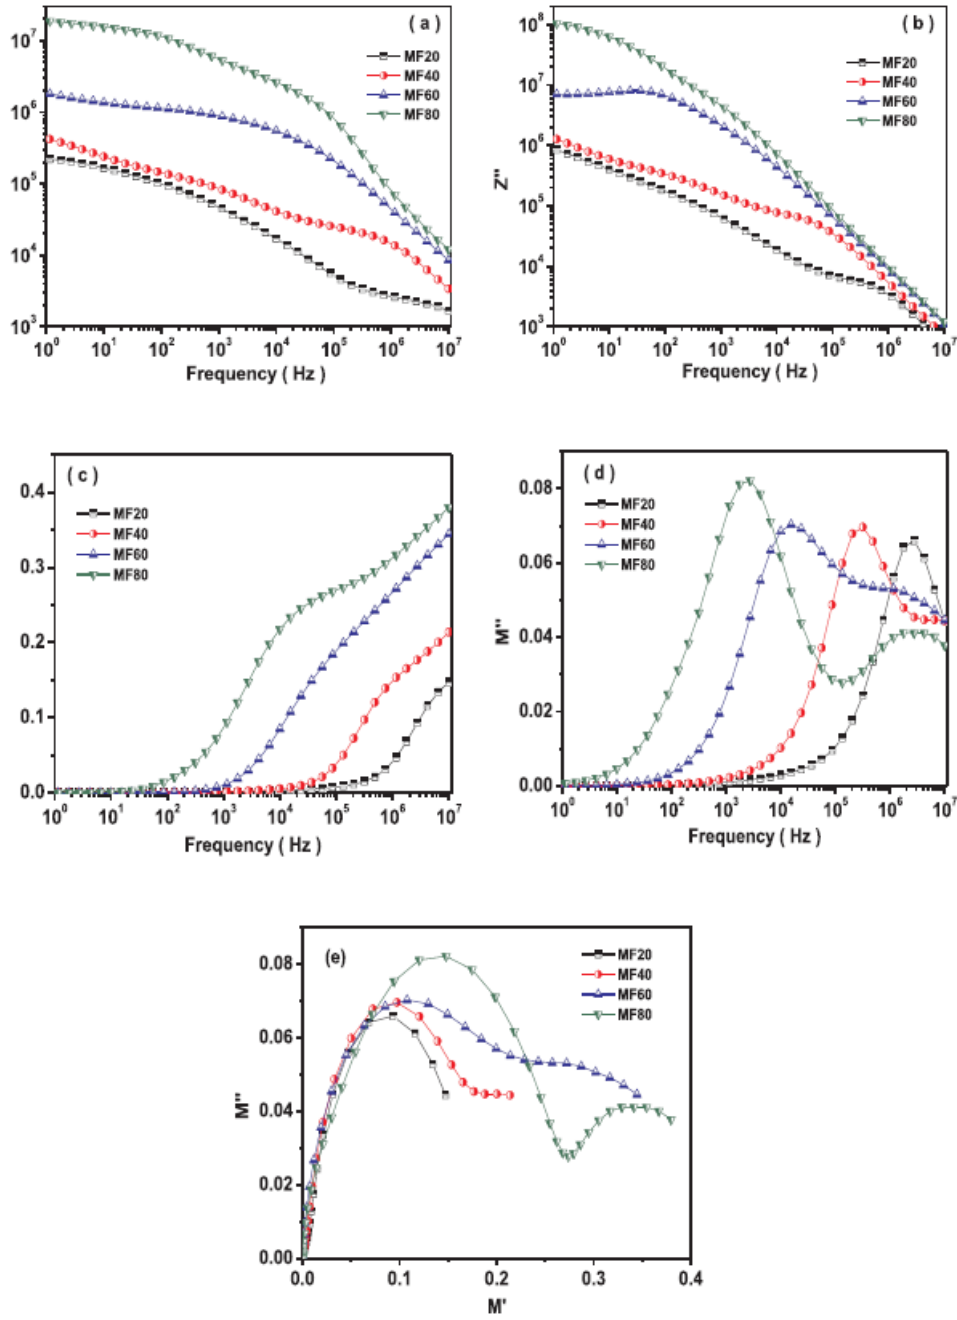 ( a )
10⁷
10⁶
10⁵
10⁴
10³
MF20
MF40
MF60
MF80
10⁰ 10¹ 10² 10³ 10⁴ 10⁵ 10⁶ 10⁷
Frequency ( Hz )
( b )
Z''
10⁸
10⁷
10⁶
10⁵
10⁴
10³
MF20
MF40
MF60
MF80
10⁰ 10¹ 10² 10³ 10⁴ 10⁵ 10⁶ 10⁷
Frequency ( Hz )
( c )
0.4
0.3
0.2
0.1
0.0
MF20
MF40
MF60
MF80
10⁰ 10¹ 10² 10³ 10⁴ 10⁵ 10⁶ 10⁷
Frequency ( Hz )
( d )
M''
0.08
0.06
0.04
0.02
0.00
MF20
MF40
MF60
MF80
10⁰ 10¹ 10² 10³ 10⁴ 10⁵ 10⁶ 10⁷
Frequency ( Hz )
(e)
M''
0.08
0.06
0.04
0.02
0.00
MF20
MF40
MF60
MF80
0.0 0.1 0.2 0.3 0.4
M'